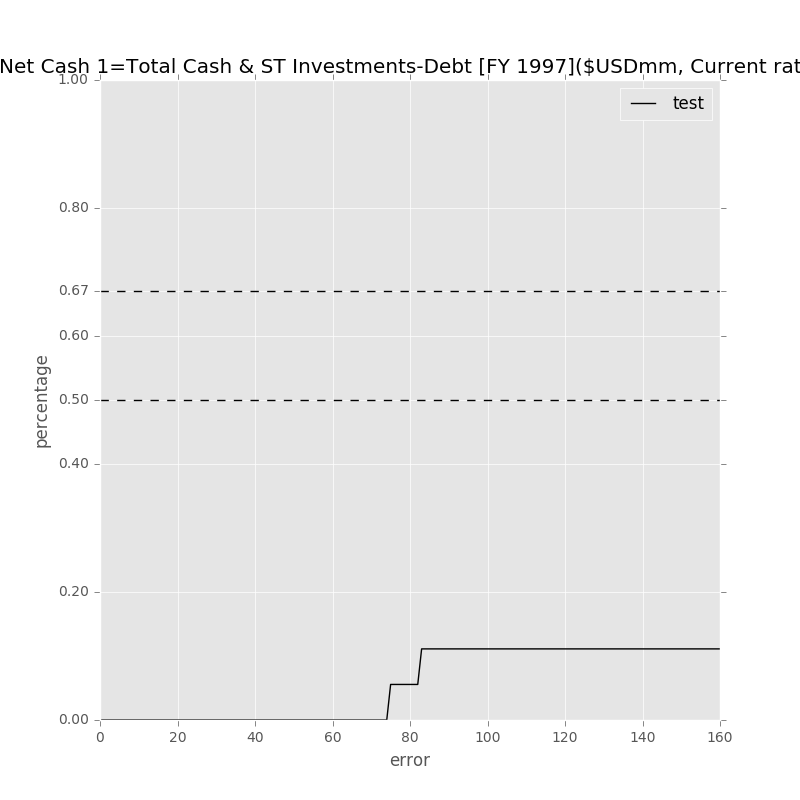 Net Cash 1=Total Cash & ST Investments-Debt [FY 1997]($USDmm, Current rat
test
1.00
0.80
0.67
0.60
0.50
0.40
0.20
0.00
percentage
0 20 40 60 80 100 120 140 160
error